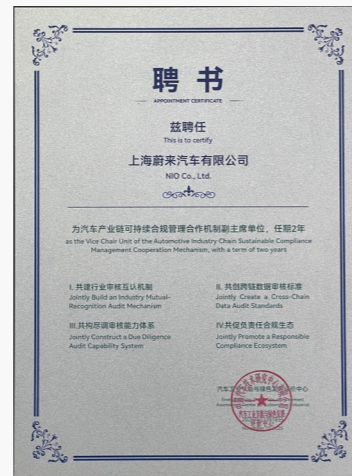 聘 书
APPOINTMENT CERTIFICATE
兹聘任
This is to certify
上海蔚来汽车有限公司
NIO Co., Ltd.
为汽车产业链可持续合规管理合作机制副主席单位，任期2年
as the Vice Chair Unit of the Automotive Industry Chain Sustainable Compliance
Management Cooperation Mechanism, with a term of two years
I. 共建行业审核互认机制
Jointly Build an Industry Mutual-
Recognition Audit Mechanism
II. 共创跨链数据审核标准
Jointly Create a Cross-Chain
Data Audit Standards
III.共构尽调审核能力体系
Jointly Construct a Due Diligence
Audit Capability System
IV.共促负责任合规生态
Jointly Promote a Responsible
Compliance Ecosystem